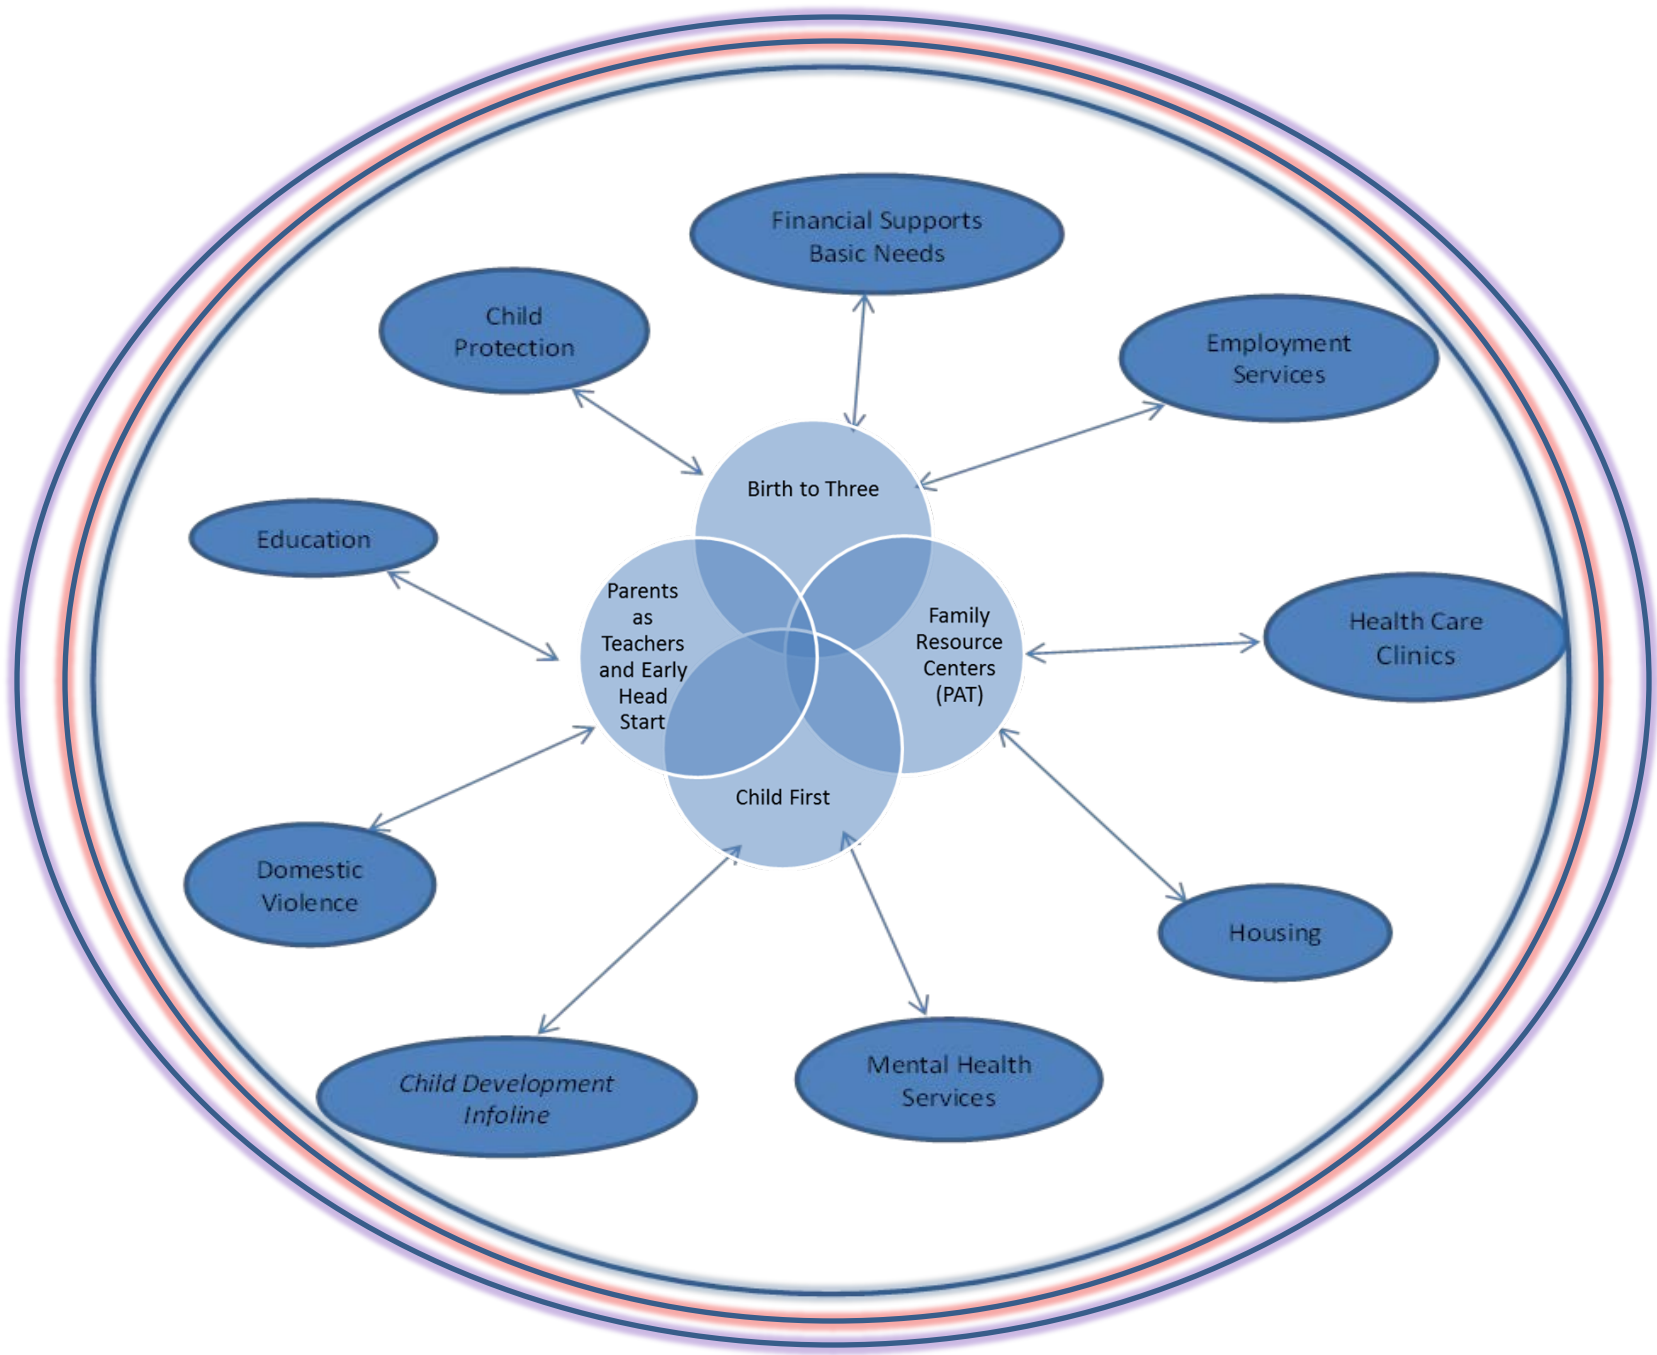 Financial Supports
Basic Needs
Child
Protection
Employment
Services
Birth to Three
Education
Parents
as
Teachers
and Early
Head
Start
Family
Resource
Centers
(PAT)
Health Care
Clinics
Child First
Domestic
Violence
Housing
Child Development
Infoline
Mental Health
Services